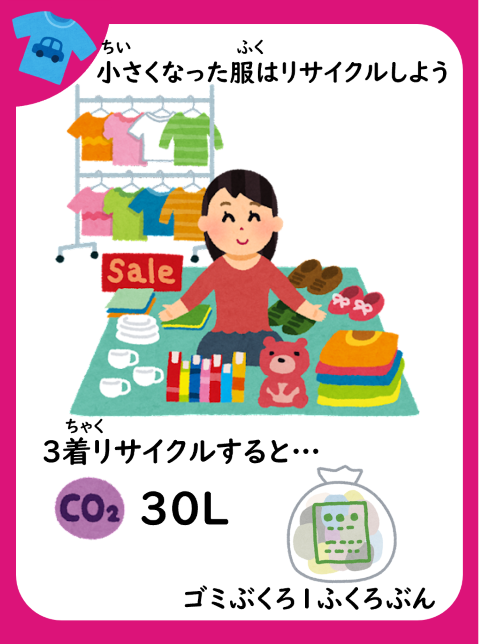 ちい ふく
小さくなった服はリサイクルしよう
Sale
ちゃく
3着リサイクルすると…
CO₂ 30L
ゴミぶくろ1ふくろぶん